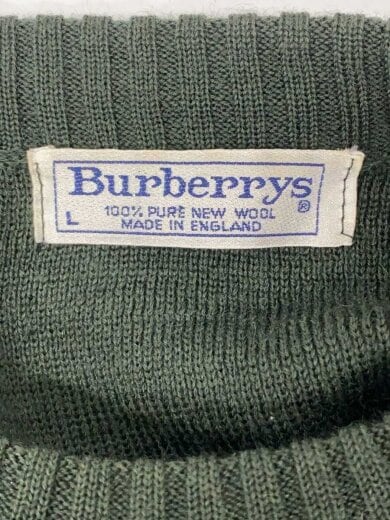 Burberrys®
L
100% PURE NEW WOOL
MADE IN ENGLAND